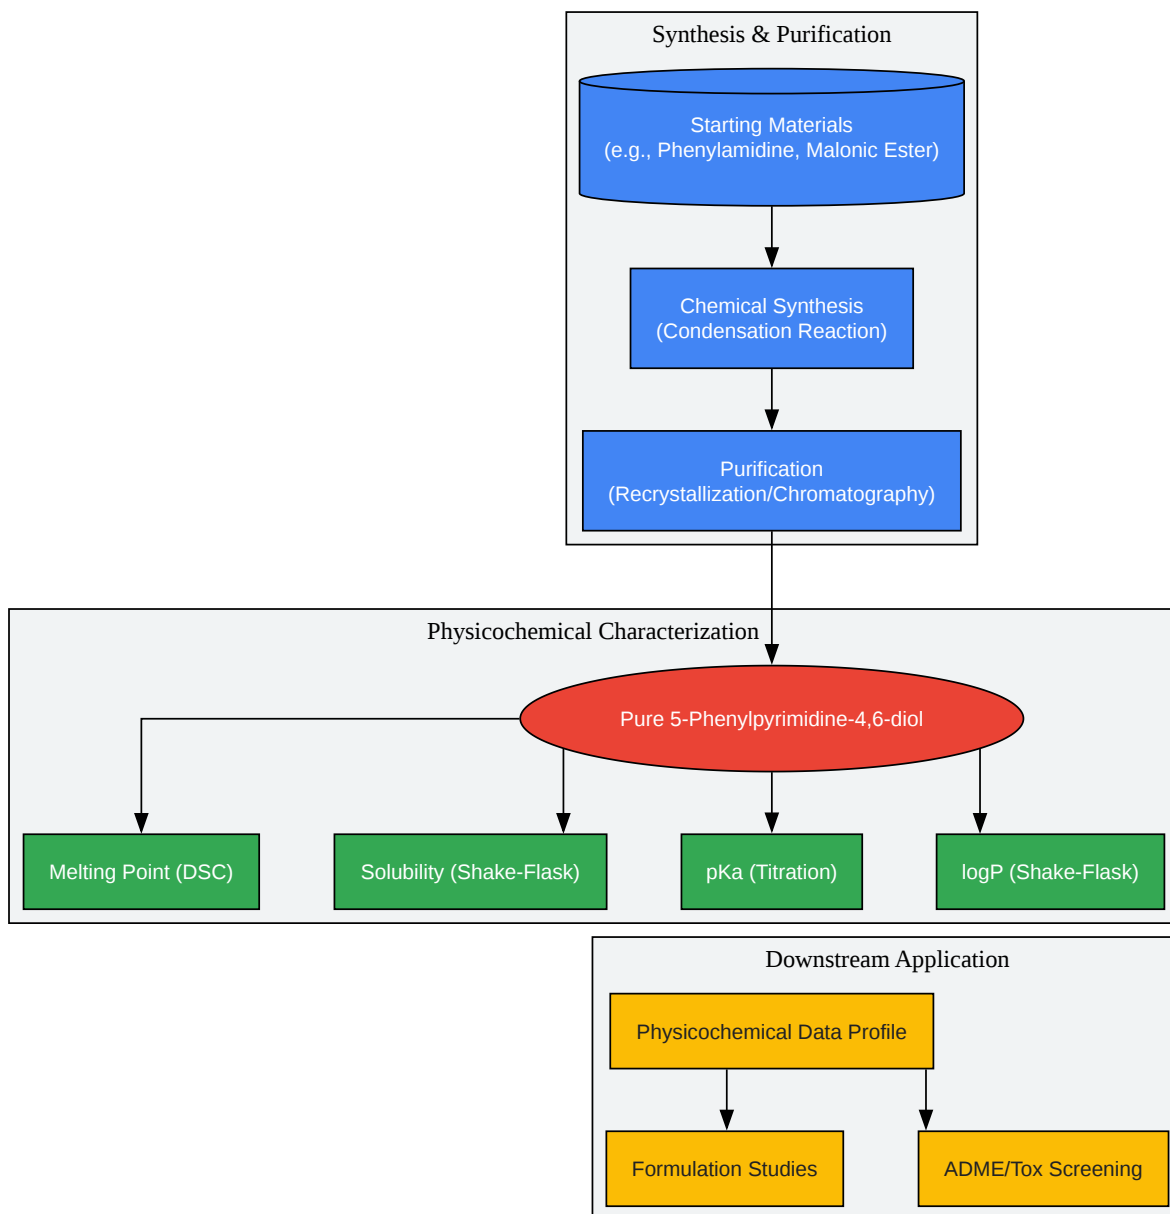 Synthesis & Purification
Starting Materials
(e.g., Phenylamidine, Malonic Ester)
Chemical Synthesis
(Condensation Reaction)
Purification
(Recrystallization/Chromatography)
Physicochemical Characterization
Pure 5-Phenylpyrimidine-4,6-diol
Melting Point (DSC)
Solubility (Shake-Flask)
pKa (Titration)
logP (Shake-Flask)
Downstream Application
Physicochemical Data Profile
Formulation Studies
ADME/Tox Screening